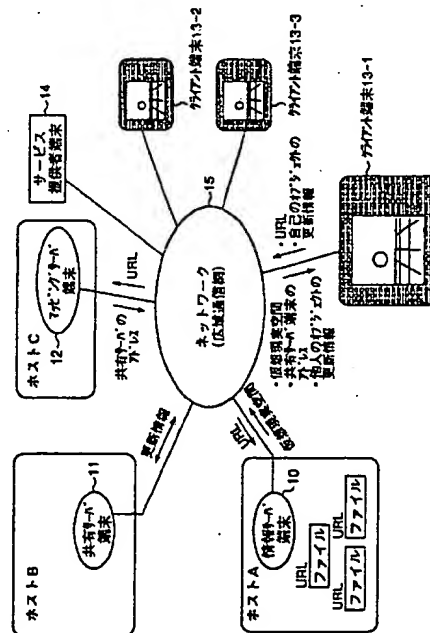 ホストB
共有サーバ
端末
11
更新情報
ホストC
マッピングサーバ
端末
12
共有サーバの
アドレス
URL
サービス
提供者端末
14
クライアント端末13-2
クライアント端末13-3
クライアント端末13-1
ネットワーク
(広域通信網)
15
・URL
・自己のオブジェクトの
更新情報
・仮想現実空間
・共有サーバ端末の
アドレス
・他人のオブジェクトの
更新情報
URL
仮想現実空間
ホストA
情報サーバ
端末
10
URL
ファイル
URL
ファイル
URL
ファイル